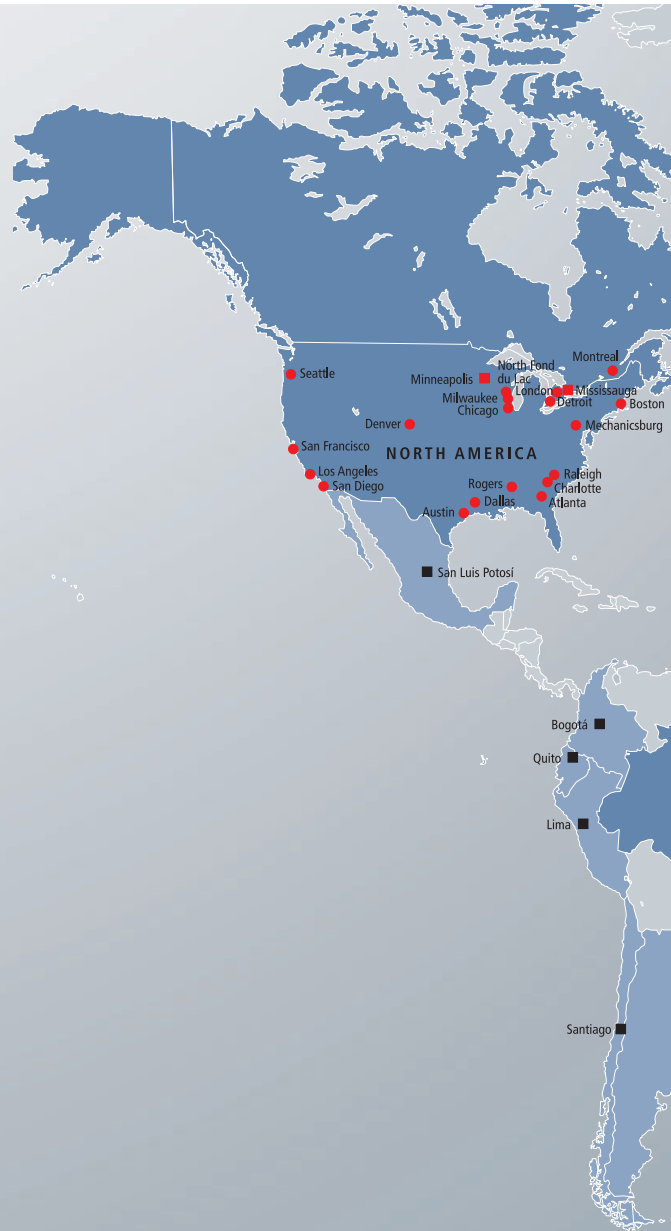 Montreal
North Fond
du Lac
Seattle
Minneapolis
London
Mississauga
Milwaukee
Detroit
Boston
Chicago
Denver
Mechanicsburg
San Francisco
NORTH AMERICA
Los Angeles
Raleigh
San Diego
Rogers
Charlotte
Dallas
Atlanta
Austin
San Luis Potosí
Bogotá
Quito
Lima
Santiago